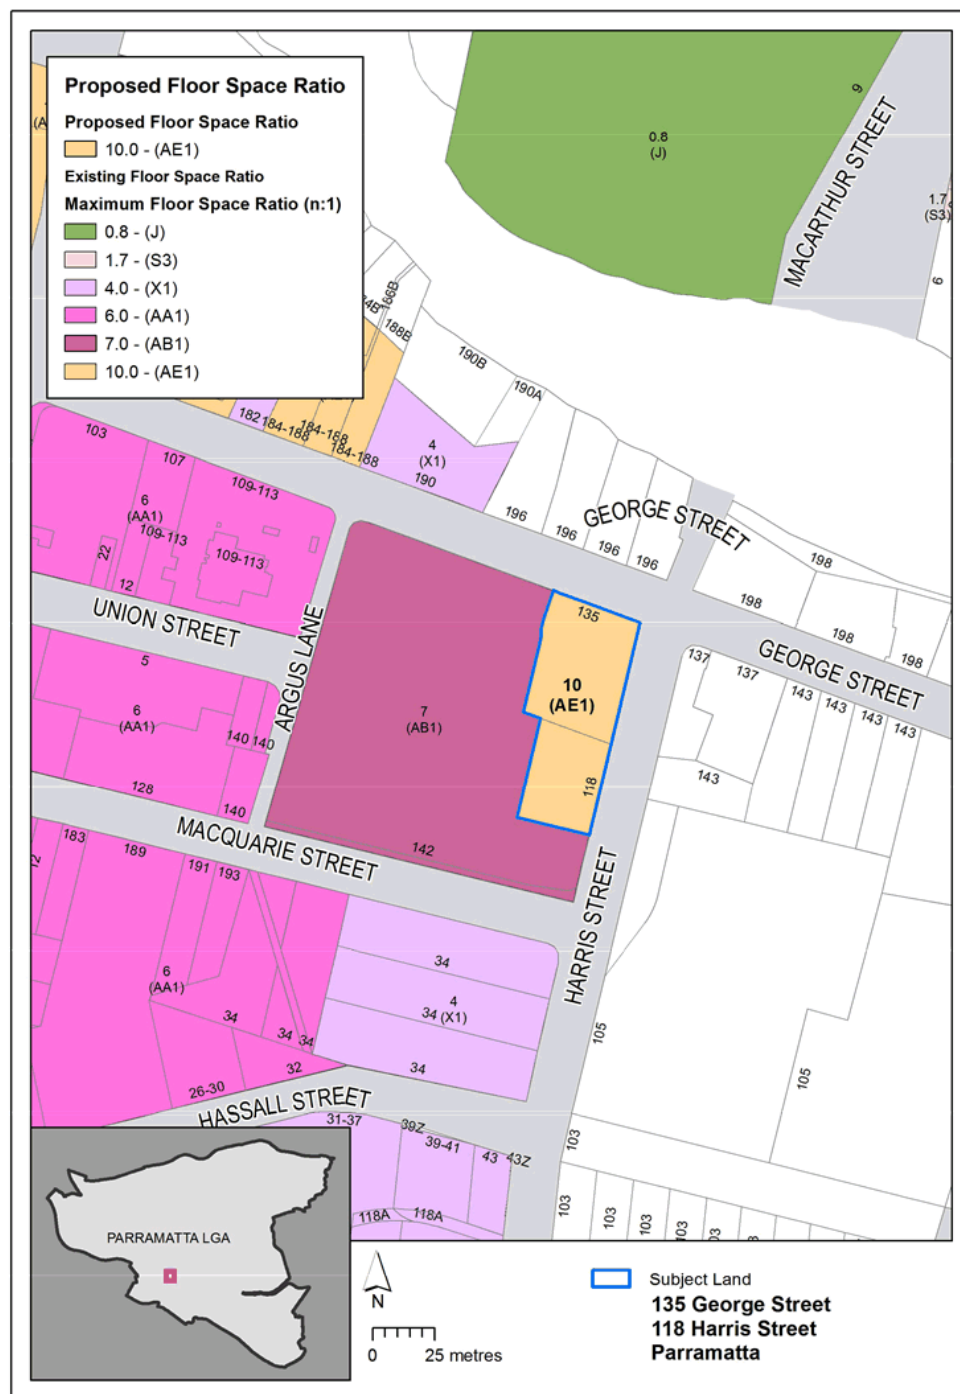 Proposed Floor Space Ratio
Proposed Floor Space Ratio
10.0 - (AE1)
Existing Floor Space Ratio
Maximum Floor Space Ratio (n:1)
0.8 - (J)
1.7 - (S3)
4.0 - (X1)
6.0 - (AA1)
7.0 - (AB1)
10.0 - (AE1)
0.8
(J)
9
MACARTHUR STREET
1.7
(S3)
6
166B
188B
190B
190A
182
184-188
184-188
184-188
4
(X1)
190
196
196
196
196
GEORGE STREET
198
198
198
198
GEORGE STREET
103
107
109-113
6
(AA1)
109-113
109-113
22
12
UNION STREET
ARGUS LANE
135
10
(AE1)
118
7
(AB1)
142
137
137
143
143
143
143
143
5
6
(AA1)
140
140
140
128
MACQUARIE STREET
HARRIS STREET
12
183
189
191
193
6
(AA1)
34
34
34
32
26-30
34
4
(X1)
34
34
HASSALL STREET
105
105
31-37
39Z
39-41
43
43Z
118A
118A
103
103
103
103
103
PARRAMATTA LGA
N
0 25 metres
Subject Land
135 George Street
118 Harris Street
Parramatta